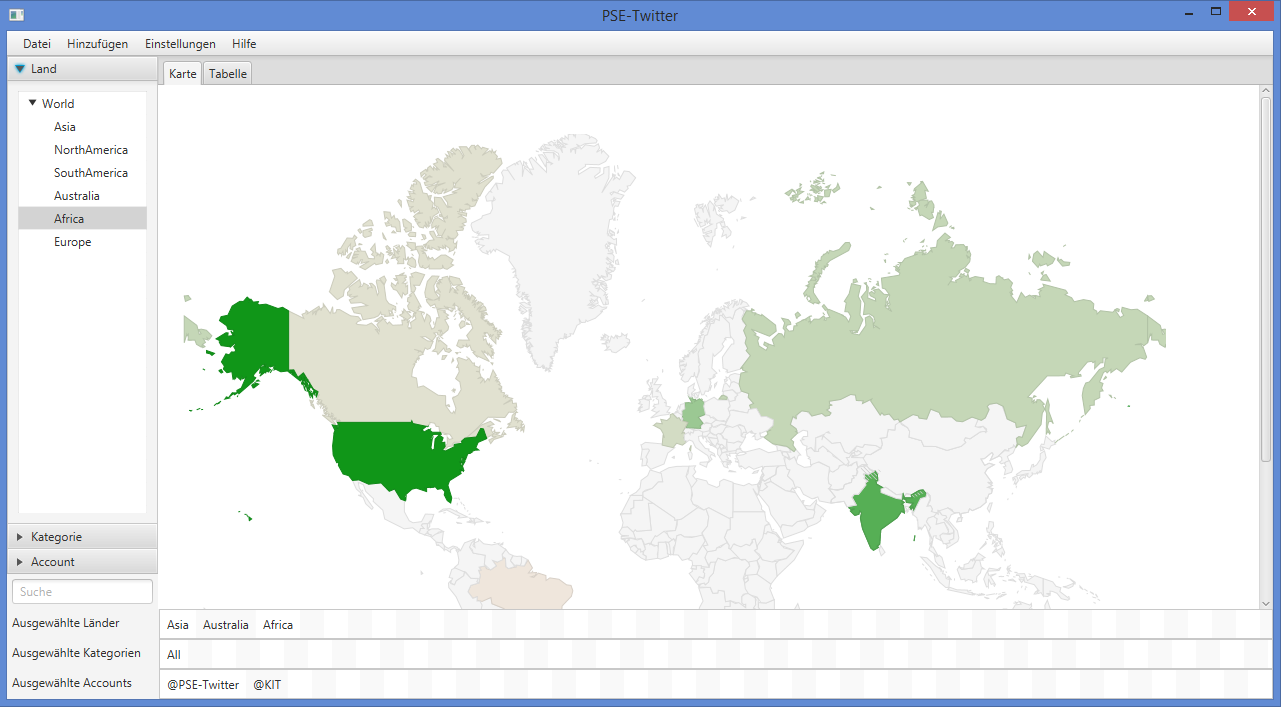 PSE-Twitter
Datei Hinzufügen Einstellungen Hilfe
Land
Karte Tabelle
World
Asia
NorthAmerica
SouthAmerica
Australia
Africa
Europe
Kategorie
Account
Suche
Ausgewählte Länder
Asia Australia Africa
Ausgewählte Kategorien
All
Ausgewählte Accounts
@PSE-Twitter @KIT